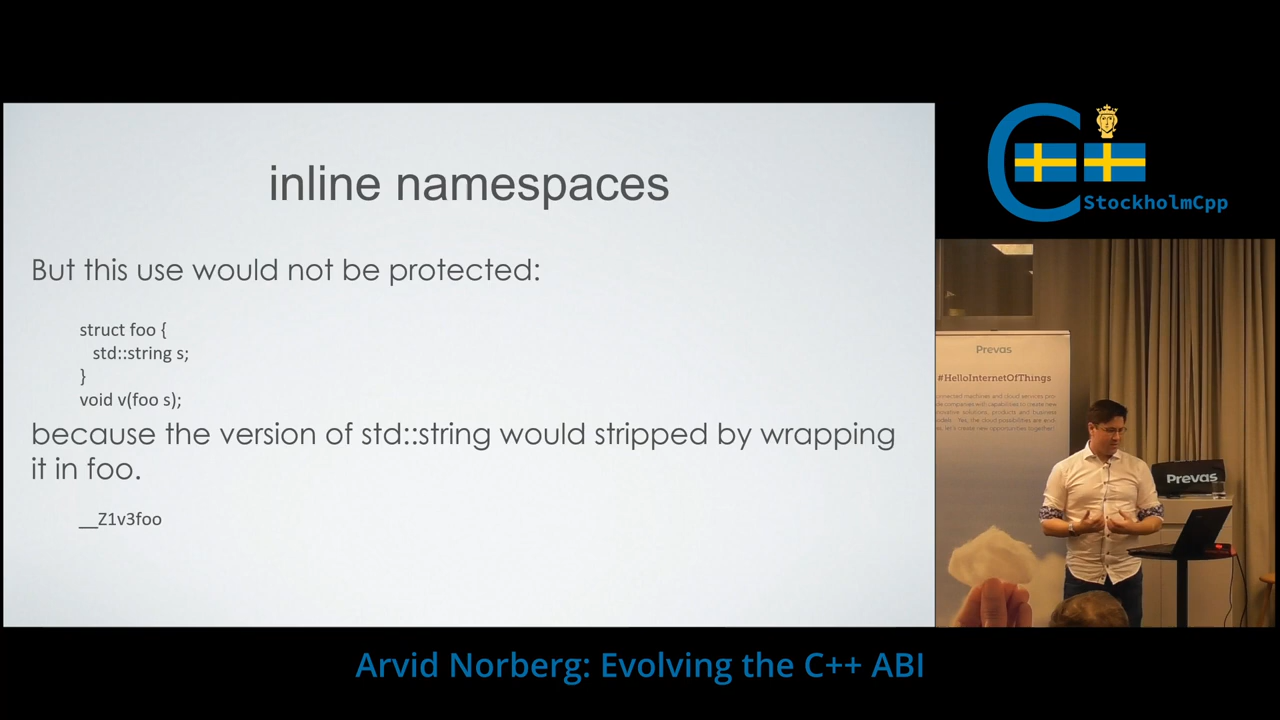 inline namespaces
But this use would not be protected:
struct foo {
std::string s;
}
void v(foo s);
because the version of std::string would stripped by wrapping
it in foo.
__Z1v3foo
StockholmCpp
Prevas
#HelloInternetOfThings
Prevas
Arvid Norberg: Evolving the C++ ABI